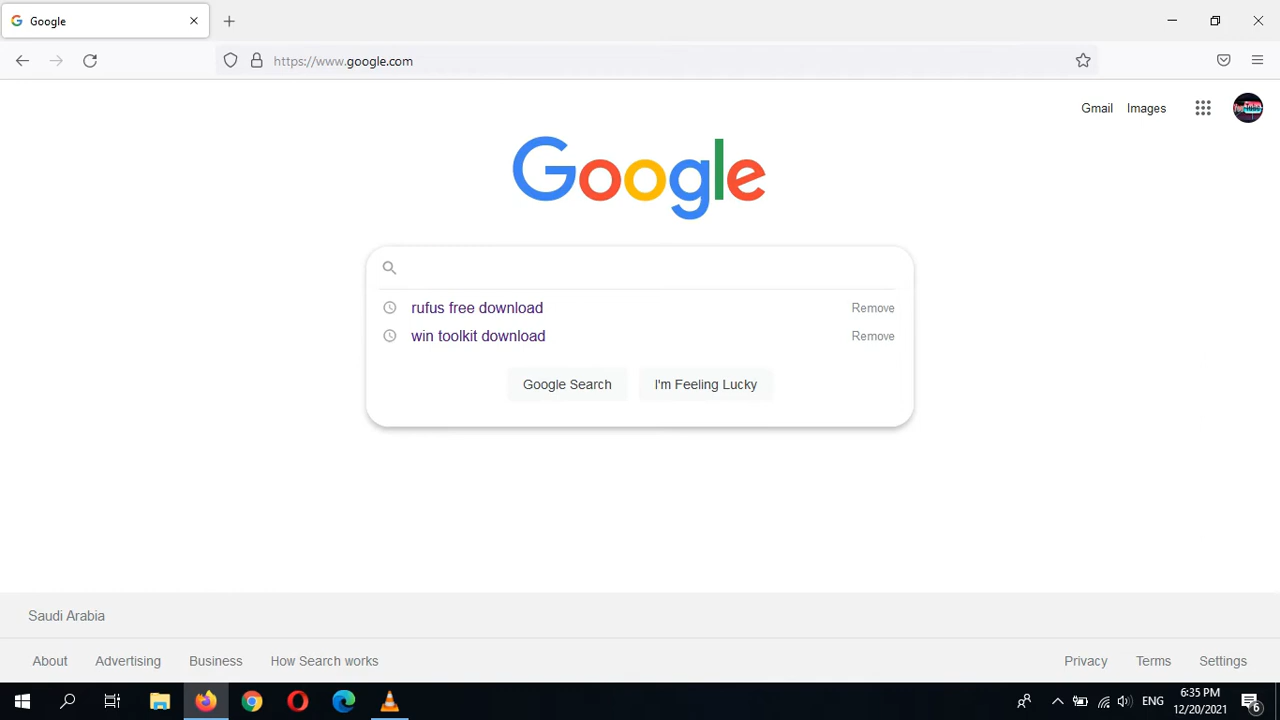 Google
https://www.google.com
Gmail Images
Google
rufus free download Remove
win toolkit download Remove
Google Search I'm Feeling Lucky
Saudi Arabia
About Advertising Business How Search works Privacy Terms Settings
ENG 6:35 PM
12/20/2021 6